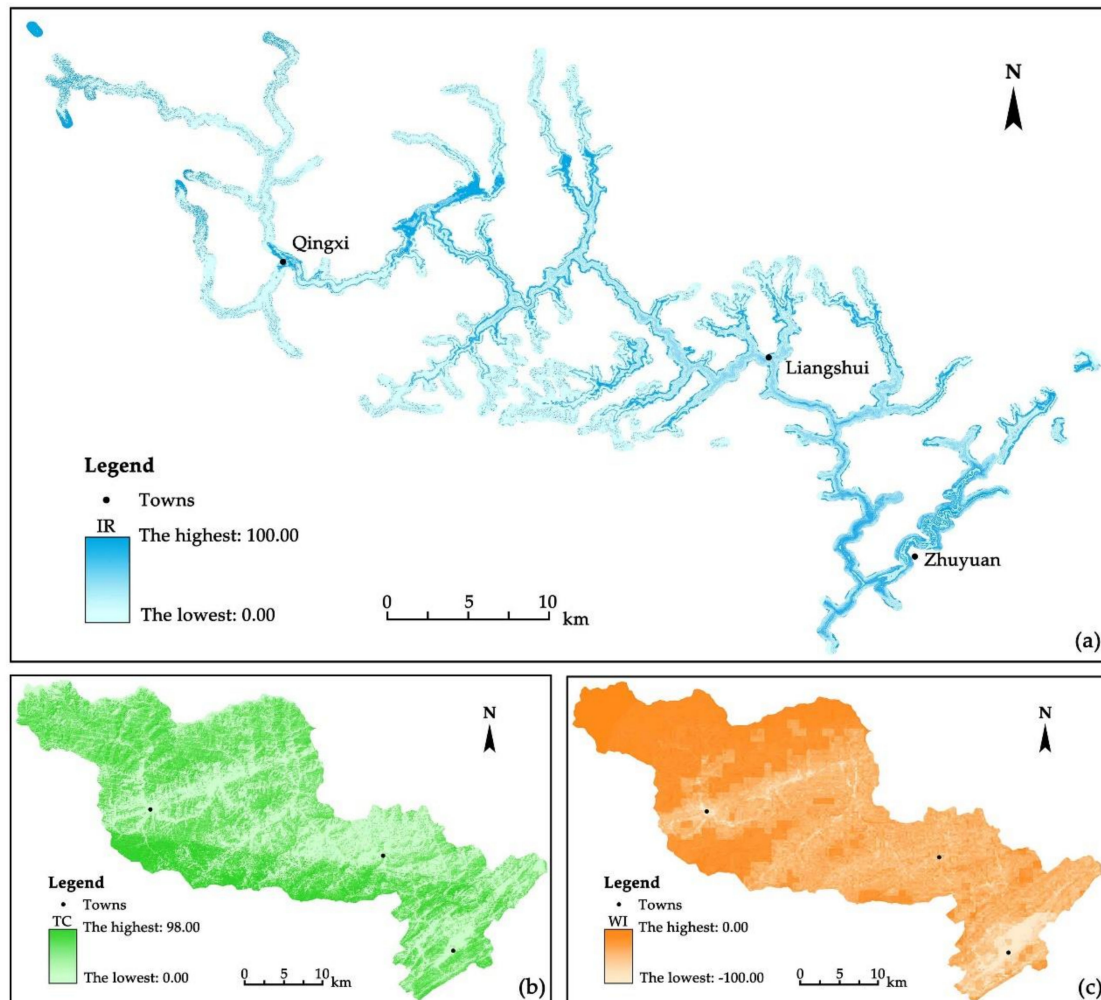 N
Qingxi
Liangshui
Zhuyuan
Legend
Towns
IR
The highest: 100.00
The lowest: 0.00
0 5 10
km
(a)
N
Legend
Towns
TC
The highest: 98.00
The lowest: 0.00
0 5 10
km
(b)
N
Legend
Towns
WI
The highest: 0.00
The lowest: -100.00
0 5 10
km
(c)